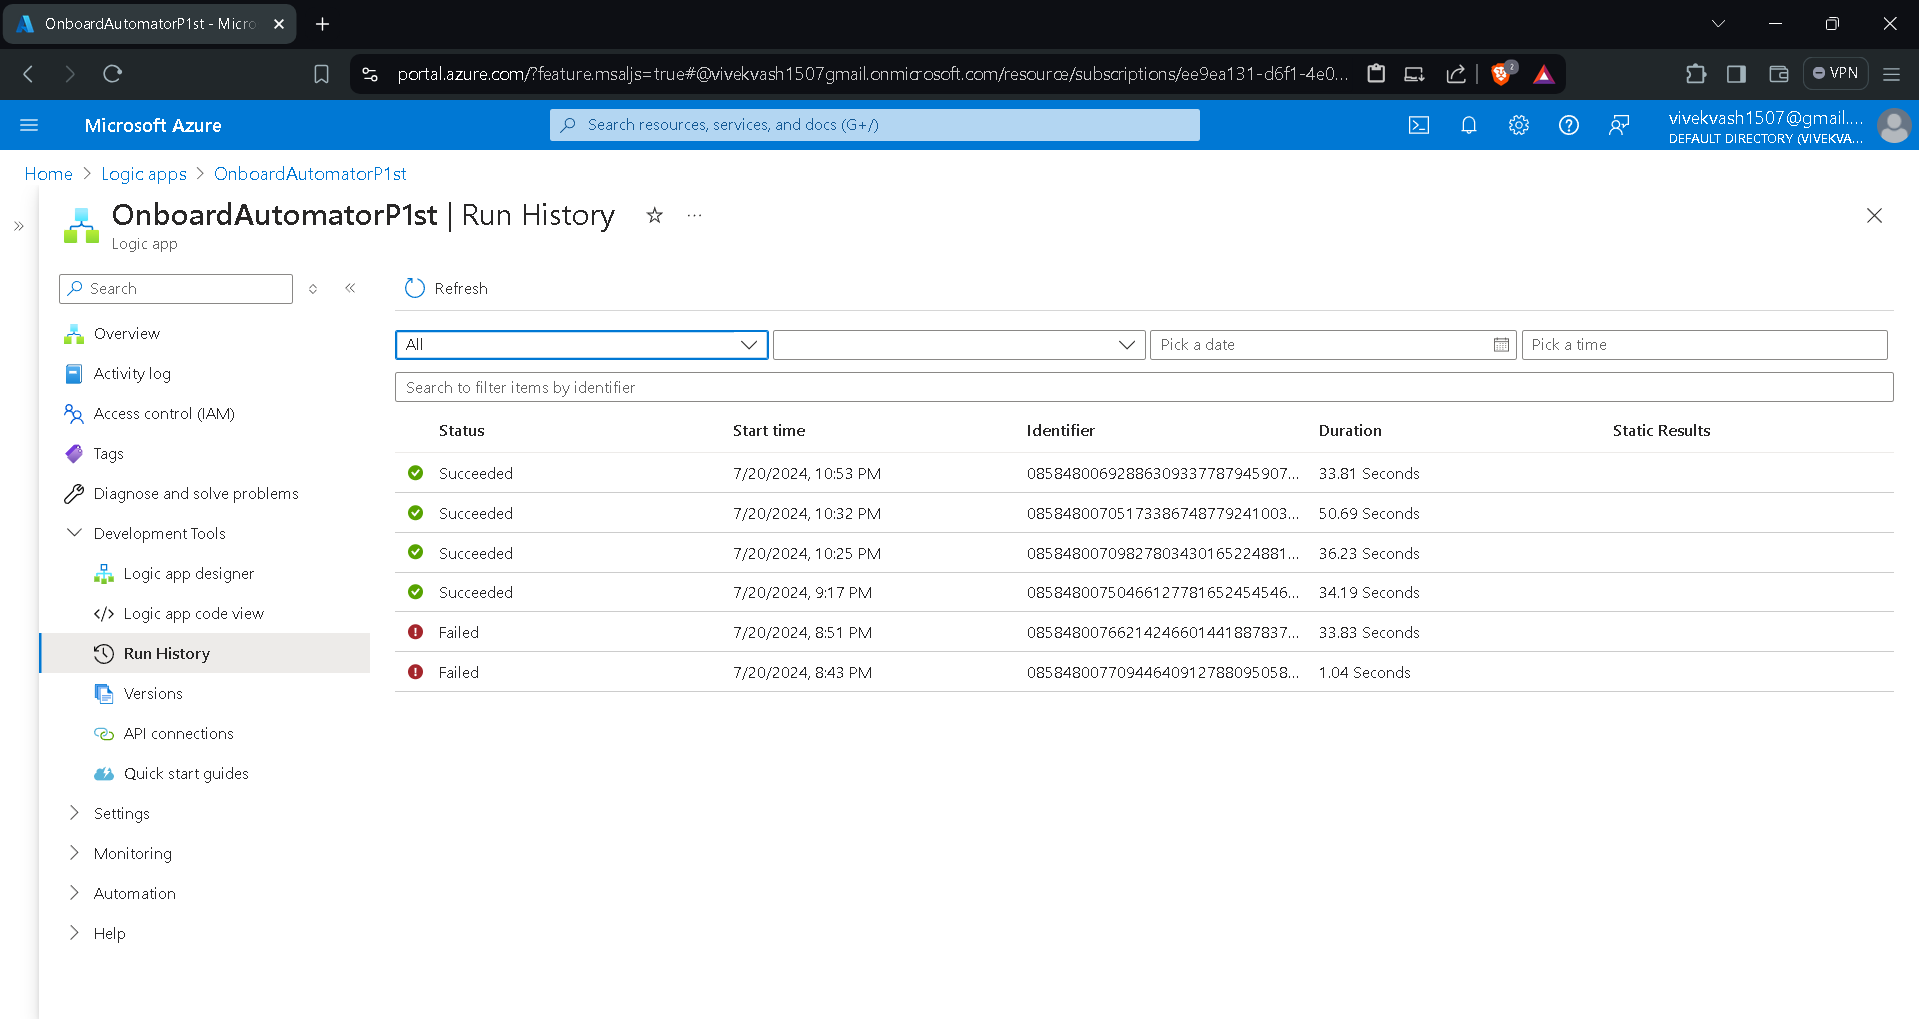 OnboardAutomatorP1st - Micro
portal.azure.com/?feature.msaljs=true#@vivekvash1507gmail.onmicrosoft.com/resource/subscriptions/ee9ea131-d6f1-4e0...
2
VPN
Microsoft Azure
Search resources, services, and docs (G+/)
vivekvash1507@gmail....
DEFAULT DIRECTORY (VIVEKVA...
Home > Logic apps > OnboardAutomatorP1st
OnboardAutomatorP1st | Run History
Logic app
Search
Refresh
Overview
Activity log
Access control (IAM)
Tags
Diagnose and solve problems
Development Tools
Logic app designer
Logic app code view
Run History
Versions
API connections
Quick start guides
Settings
Monitoring
Automation
Help
All
Pick a date
Pick a time
Search to filter items by identifier
Status Start time Identifier Duration Static Results
Succeeded 7/20/2024, 10:53 PM 08584800692886309337787945907... 33.81 Seconds
Succeeded 7/20/2024, 10:32 PM 08584800705173386748779241003... 50.69 Seconds
Succeeded 7/20/2024, 10:25 PM 08584800709827803430165224881... 36.23 Seconds
Succeeded 7/20/2024, 9:17 PM 08584800750466127781652454546... 34.19 Seconds
Failed 7/20/2024, 8:51 PM 08584800766214246601441887837... 33.83 Seconds
Failed 7/20/2024, 8:43 PM 08584800770944640912788095058... 1.04 Seconds